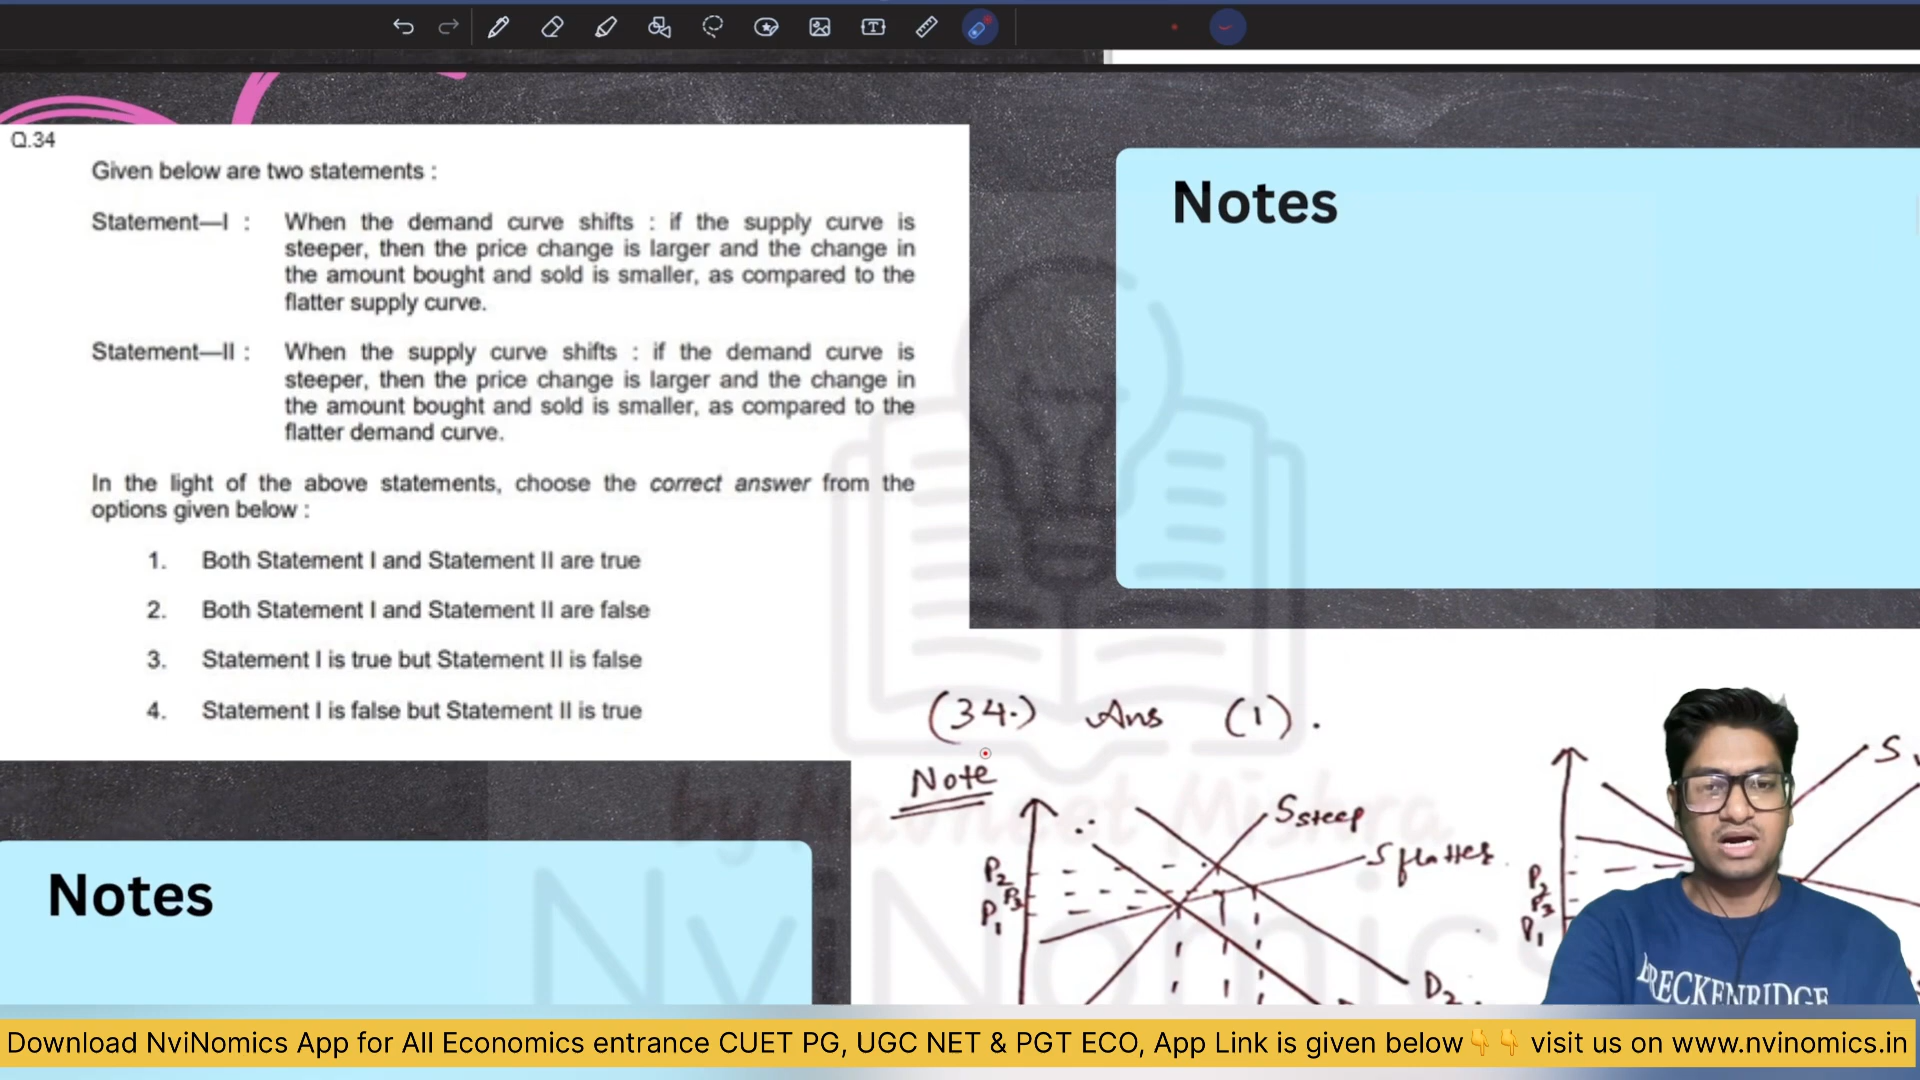 Q.34
Given below are two statements :
Statement—I : When the demand curve shifts : if the supply curve is
steeper, then the price change is larger and the change in
the amount bought and sold is smaller, as compared to the
flatter supply curve.
Statement—II : When the supply curve shifts : if the demand curve is
steeper, then the price change is larger and the change in
the amount bought and sold is smaller, as compared to the
flatter demand curve.
In the light of the above statements, choose the correct answer from the
options given below :
1. Both Statement I and Statement II are true
2. Both Statement I and Statement II are false
3. Statement I is true but Statement II is false
4. Statement I is false but Statement II is true
Notes
(34.) Ans (1).
Note
S steep
S flatter
P2
P3
P1
D2
S
P2
P3
P1
Notes
by Navneet Mishra
NviNomics
BRECKENRIDGE
Download NviNomics App for All Economics entrance CUET PG, UGC NET & PGT ECO, App Link is given below👇👇 visit us on www.nvinomics.in